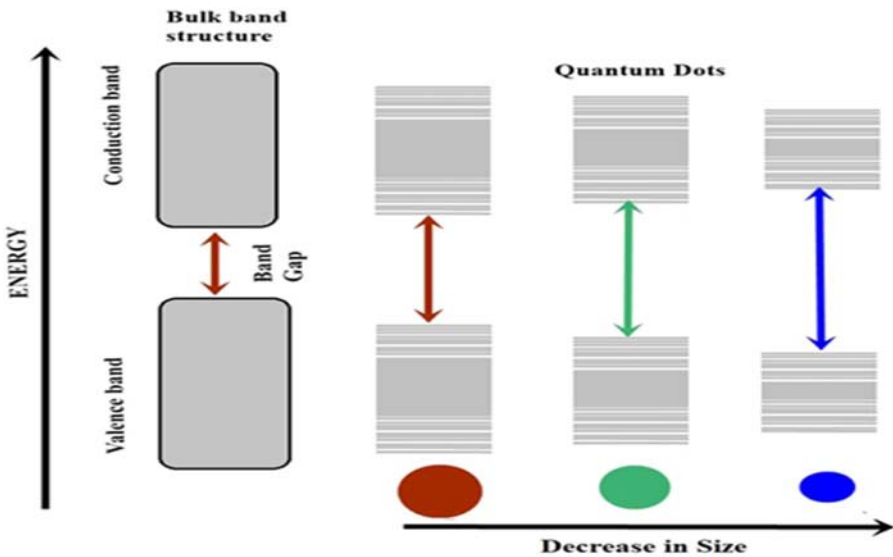 Bulk band
structure
Quantum Dots
Conduction band
ENERGY
Band
Gap
Valence band
Decrease in Size